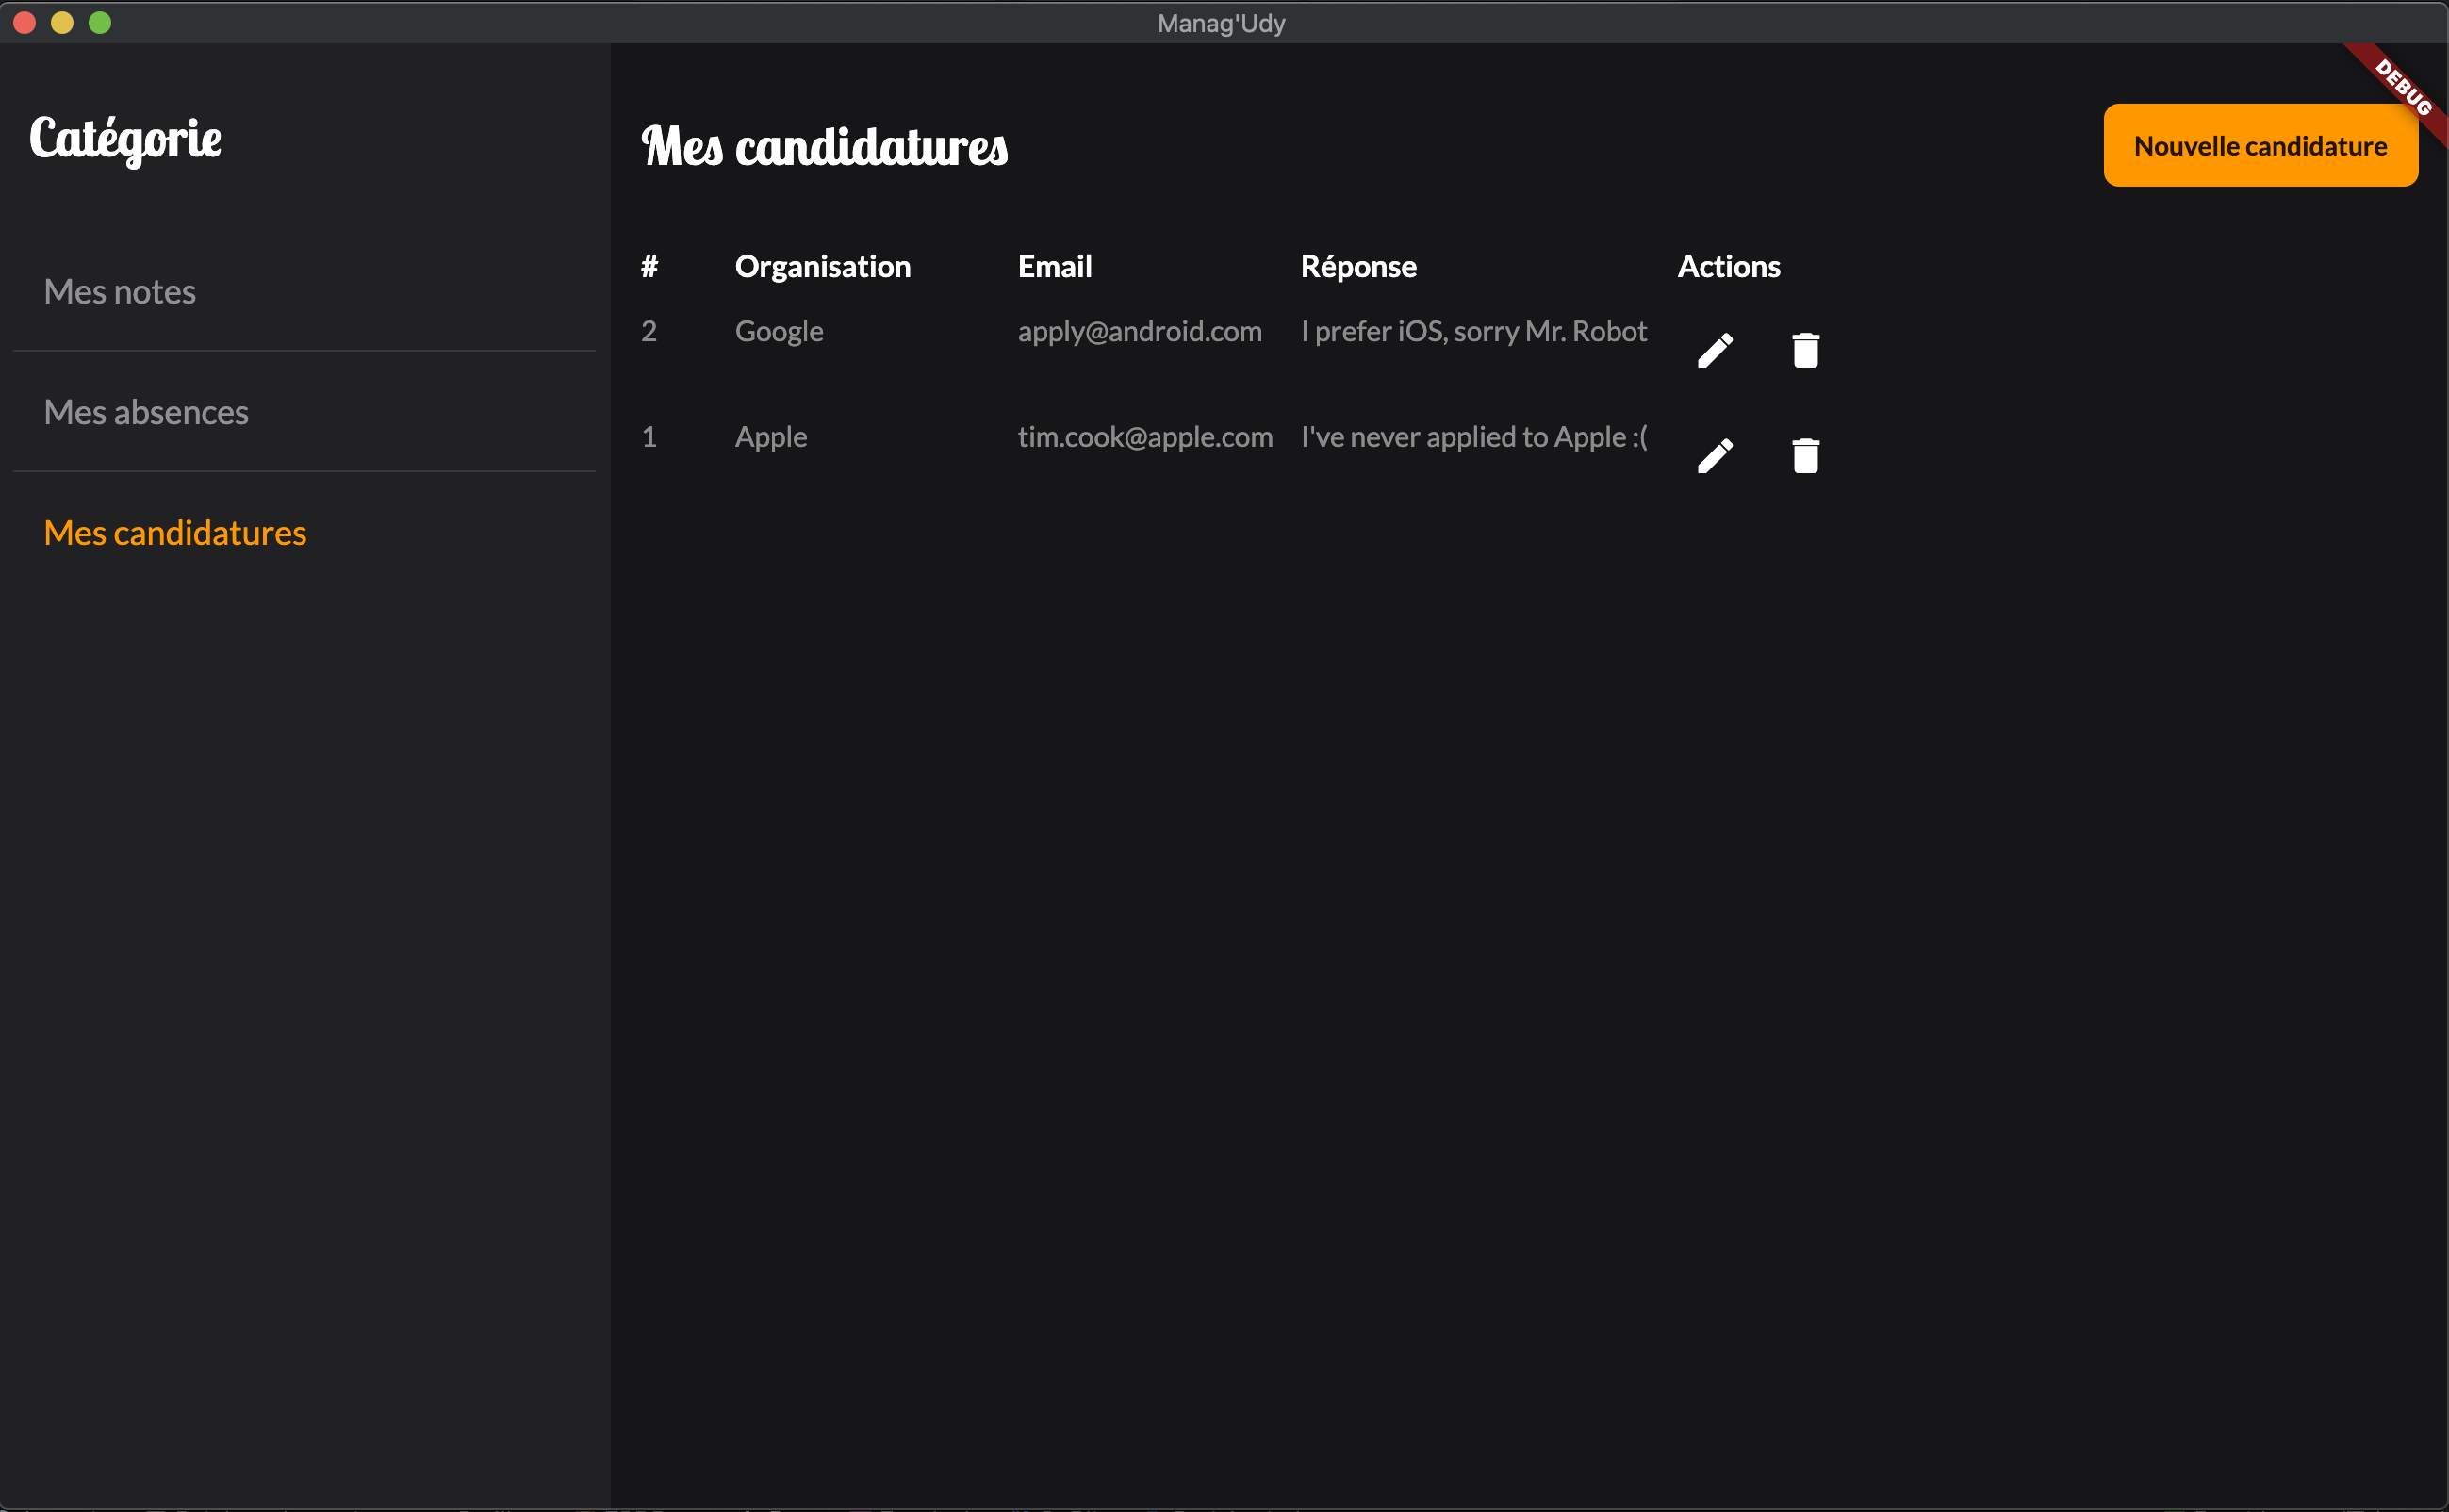 Manag'Udy
DEBUG
Catégorie
Mes notes
Mes absences
Mes candidatures
Mes candidatures
Nouvelle candidature
# Organisation Email Réponse Actions
2 Google apply@android.com I prefer iOS, sorry Mr. Robot
1 Apple tim.cook@apple.com I've never applied to Apple :(